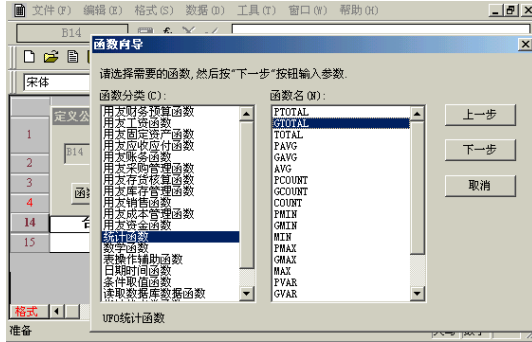 文件(F) 编辑(E) 格式(S) 数据(D) 工具(T) 窗口(W) 帮助(H)
B14
函数向导
请选择需要的函数,然后按"下一步"按钮输入参数.
宋体
函数分类(C):
函数名(N):
用友财务预算函数
用友工资函数
用友固定资产函数
用友应收应付函数
用友账务函数
用友采购管理函数
用友存货核算函数
用友库存管理函数
用友销售函数
用友成本管理函数
用友资金函数
统计函数
数学函数
表操作辅助函数
日期时间函数
条件取值函数
读取数据库数据函数
PTOTAL
GTOTAL
TOTAL
PAVG
GAVG
AVG
PCOUNT
GCOUNT
COUNT
PMIN
GMIN
MIN
PMAX
GMAX
MAX
PVAR
GVAR
上一步
下一步
取消
定义公
1
B14
2
3
函数
4
14
15
格式
UFO统计函数
准备